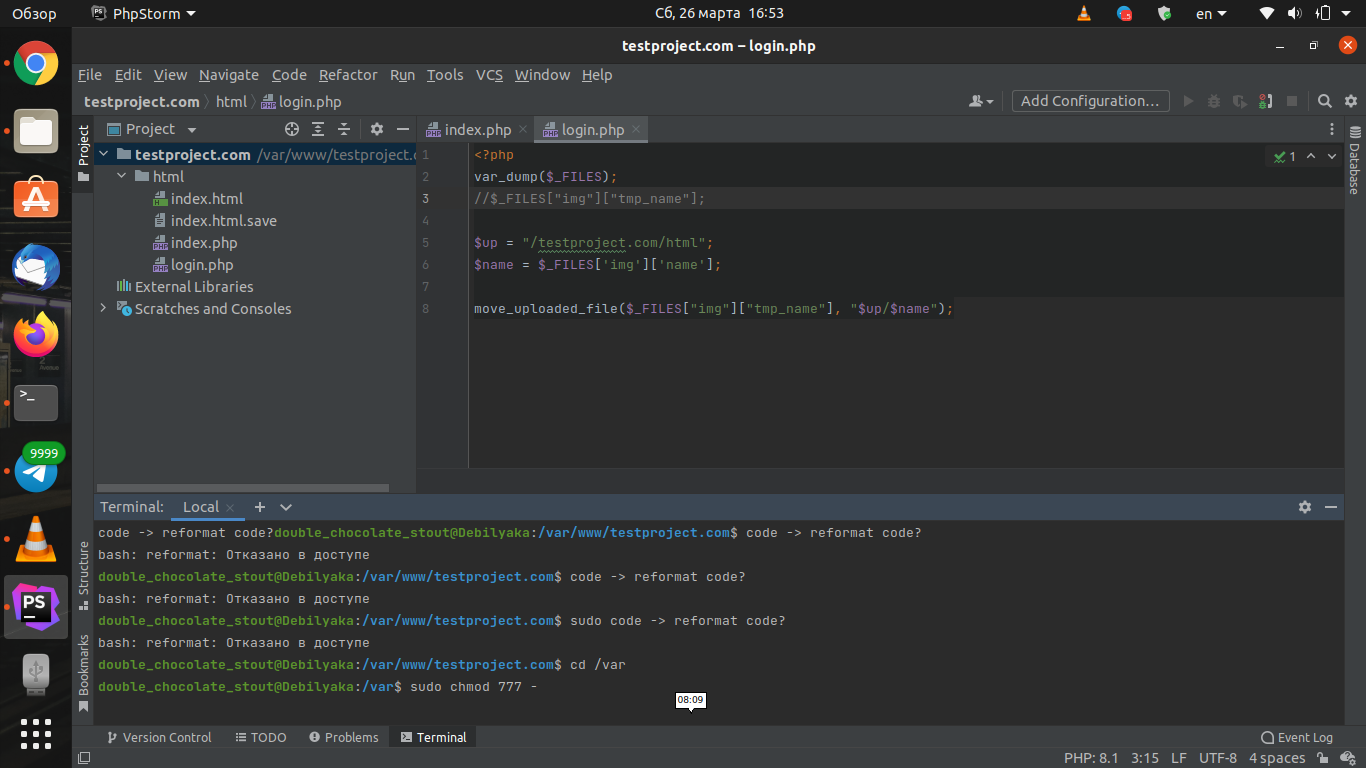 Обзор
PhpStorm
Сб, 26 марта 16:53
en
testproject.com – login.php
File Edit View Navigate Code Refactor Run Tools VCS Window Help
testproject.com html login.php
Add Configuration...
Project
index.php
login.php
Project
testproject.com /var/www/testproject.c
html
index.html
index.html.save
index.php
login.php
External Libraries
Scratches and Consoles
1 <?php
2 var_dump($_FILES);
3 //$_FILES["img"]["tmp_name"];
4
5 $up = "/testproject.com/html";
6 $name = $_FILES['img']['name'];
7
8 move_uploaded_file($_FILES["img"]["tmp_name"], "$up/$name");
1
Database
9999
PS
Structure
Bookmarks
Terminal: Local
code -> reformat code?double_chocolate_stout@Debilyaka:/var/www/testproject.com$ code -> reformat code?
bash: reformat: Отказано в доступе
double_chocolate_stout@Debilyaka:/var/www/testproject.com$ code -> reformat code?
bash: reformat: Отказано в доступе
double_chocolate_stout@Debilyaka:/var/www/testproject.com$ sudo code -> reformat code?
bash: reformat: Отказано в доступе
double_chocolate_stout@Debilyaka:/var/www/testproject.com$ cd /var
double_chocolate_stout@Debilyaka:/var$ sudo chmod 777 -
08:09
Version Control TODO Problems Terminal Event Log
PHP: 8.1 3:15 LF UTF-8 4 spaces